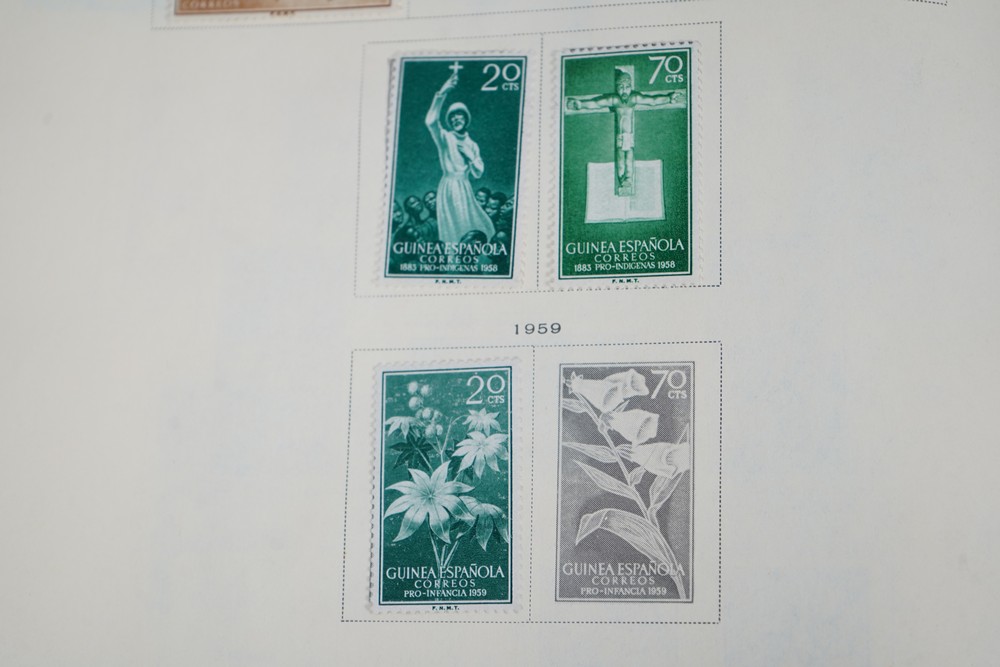 CORREOS
20
CTS
GUINEA ESPAÑOLA
CORREOS
1883 PRO-INDIGENAS 1958
F.N.M.T.
70
CTS
GUINEA ESPAÑOLA
CORREOS
1883 PRO-INDIGENAS 1958
F.N.M.T.
1959
20
CTS
GUINEA ESPAÑOLA
CORREOS
PRO-INFANCIA 1959
F.N.M.T.
70
CTS
GUINEA ESPAÑOLA
CORREOS
PRO-INFANCIA 1959